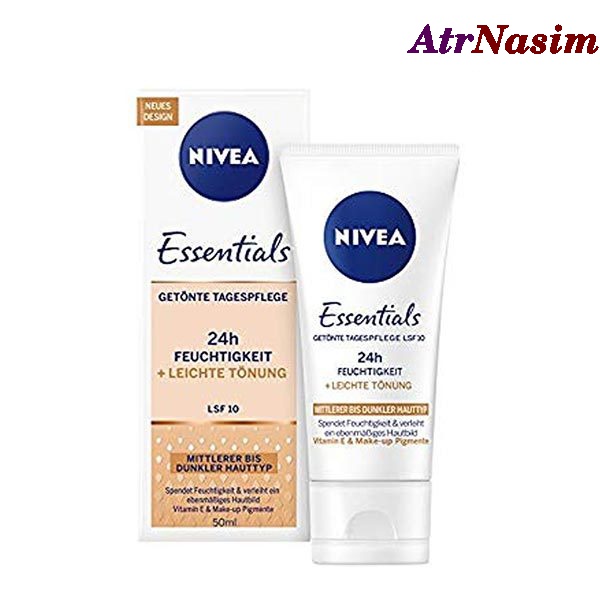 AtrNasim
NEUES
DESIGN
NIVEA
Essentials
GETÖNTE TAGESPFLEGE
24h
FEUCHTIGKEIT
+ LEICHTE TÖNUNG
LSF 10
MITTLERER BIS
DUNKLER HAUTTYP
Spendet Feuchtigkeit & verleiht ein
ebenmäßiges Hautbild
Vitamin E & Make-up Pigmente
50ml
NIVEA
Essentials
GETÖNTE TAGESPFLEGE LSF10
24h
FEUCHTIGKEIT
+ LEICHTE TÖNUNG
MITTLERER BIS DUNKLER HAUTTYP
Spendet Feuchtigkeit & verleiht
ein ebenmäßiges Hautbild
Vitamin E & Make-up Pigmente